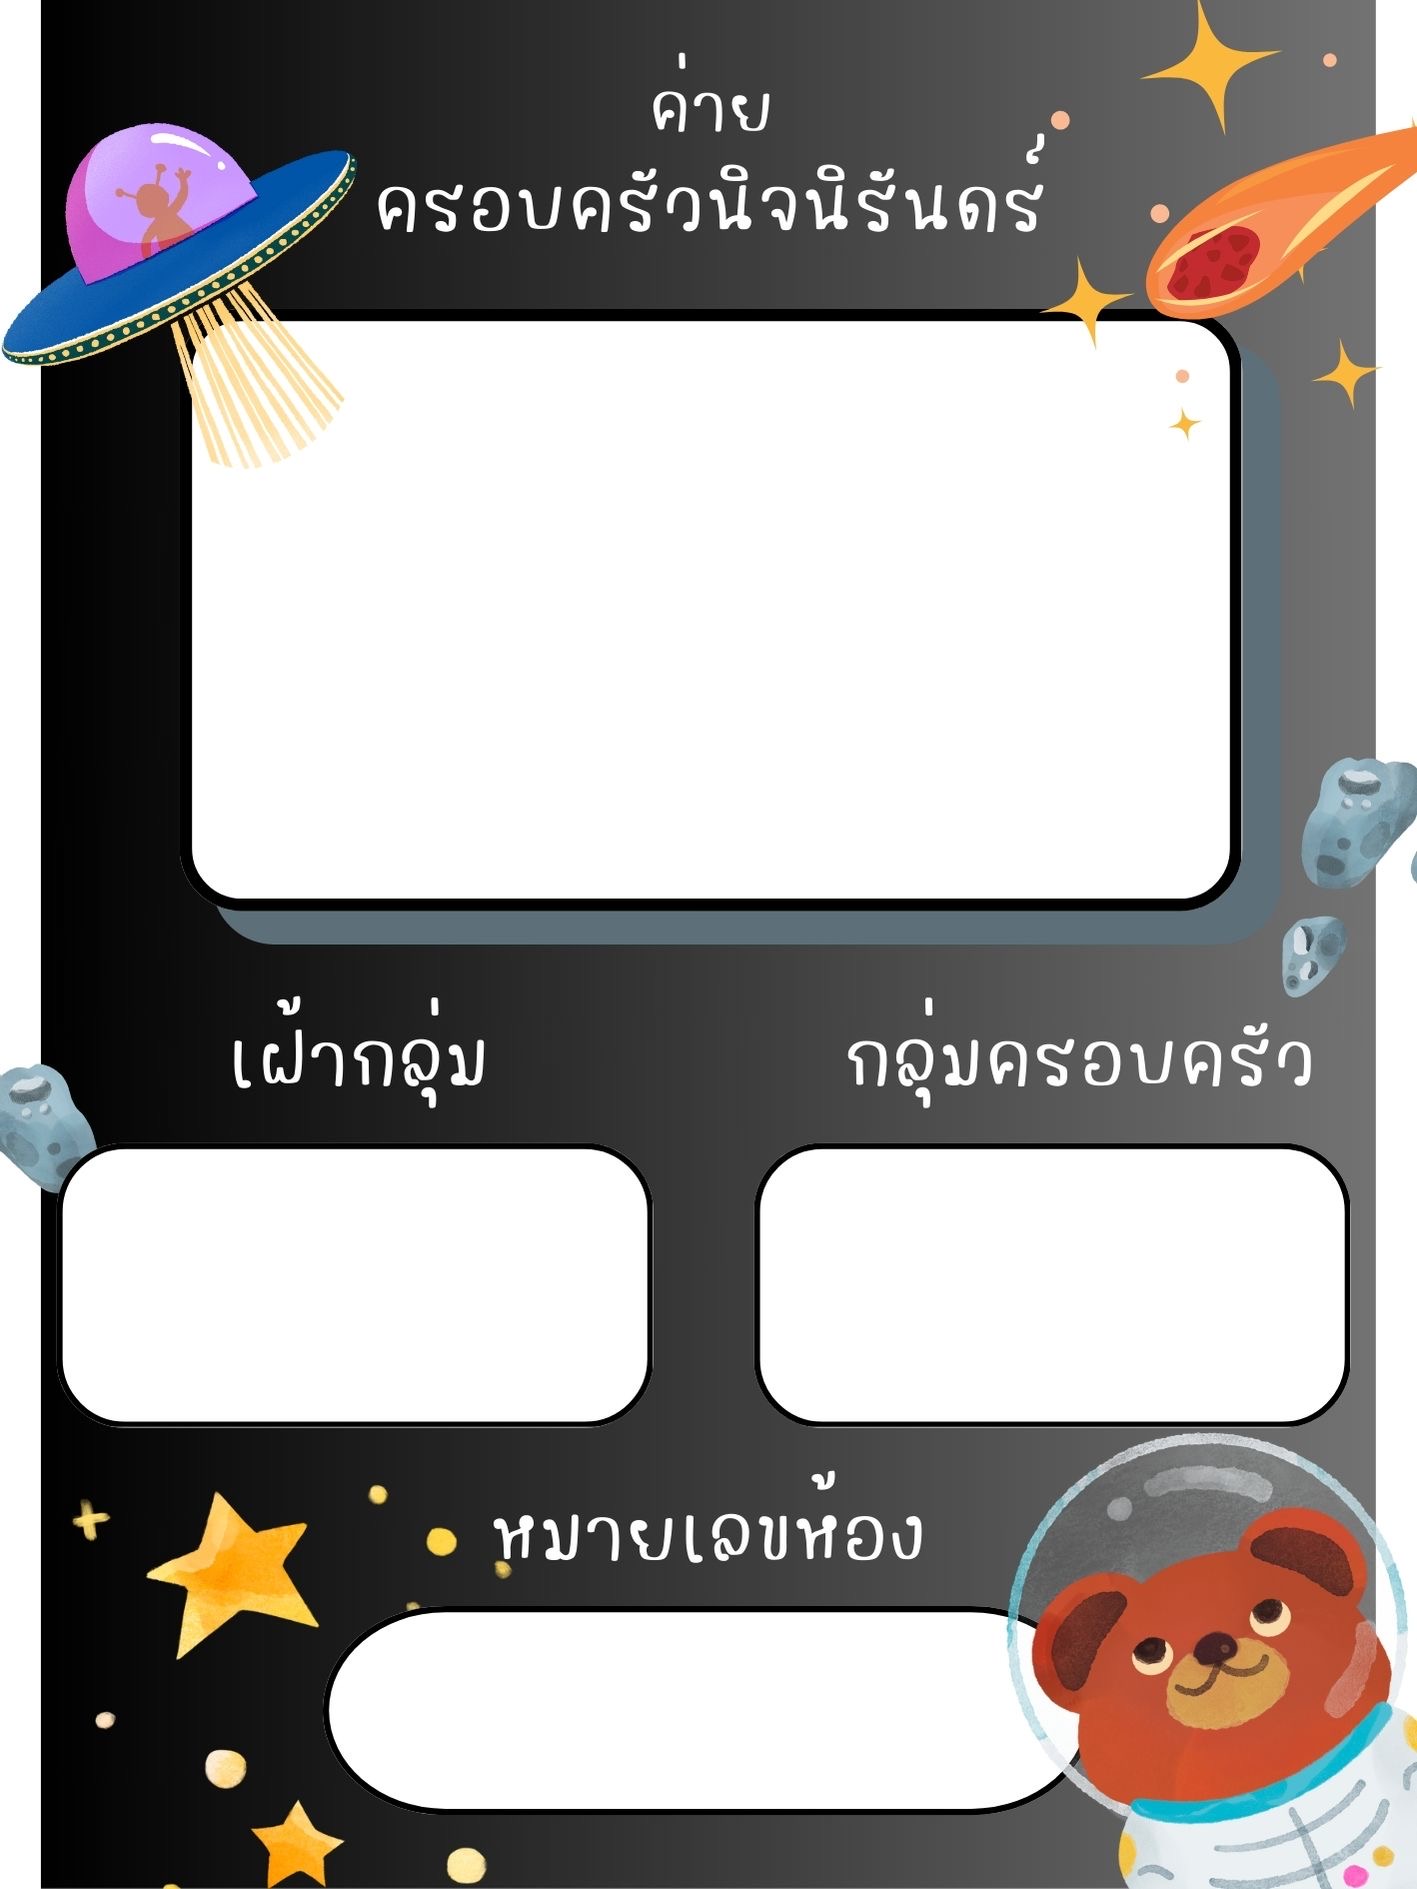 ค่าย
ครอบครัวนิจนิรันดร์
เฝ้ากลุ่ม
กลุ่มครอบครัว
หมายเลขห้อง